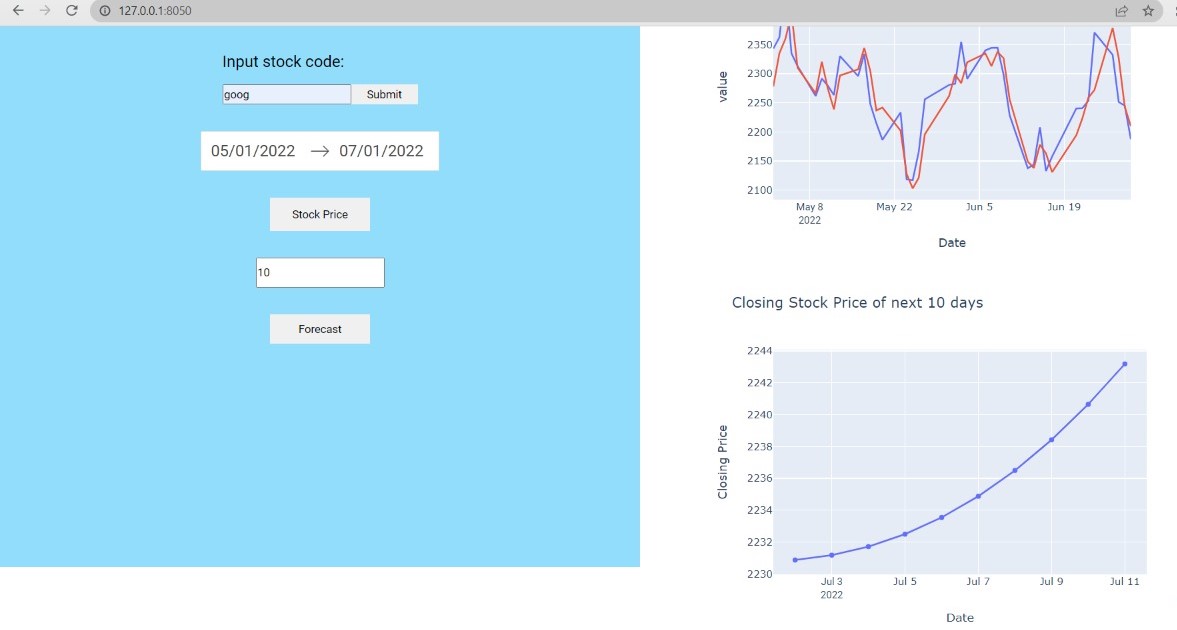 127.0.0.1:8050
Input stock code:
goog Submit
05/01/2022 → 07/01/2022
Stock Price
10
Forecast
value
2350
2300
2250
2200
2150
2100
May 8 May 22 Jun 5 Jun 19
2022
Date
Closing Stock Price of next 10 days
Closing Price
2244
2242
2240
2238
2236
2234
2232
2230
Jul 3 Jul 5 Jul 7 Jul 9 Jul 11
2022
Date